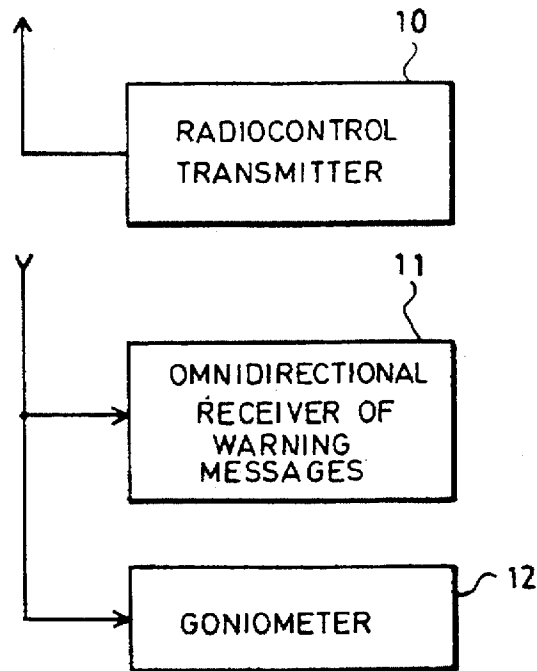 10
RADIOCONTROL
TRANSMITTER
11
OMNIDIRECTIONAL
RECEIVER OF
WARNING
MESSAGES
12
GONIOMETER